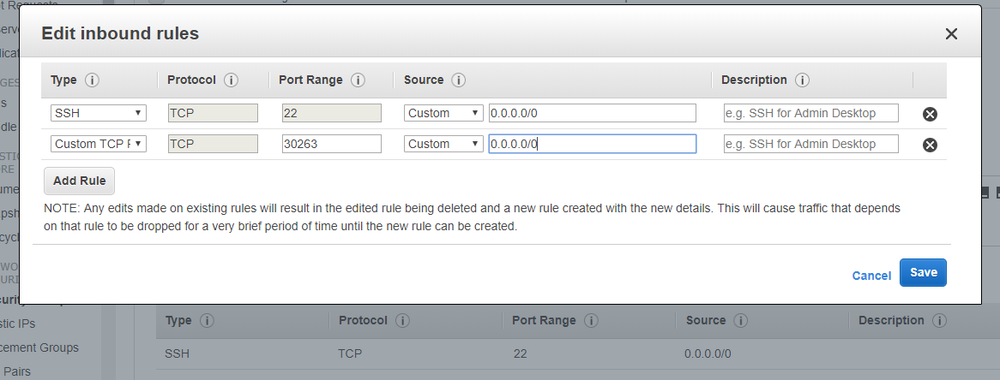 Edit inbound rules
Type Protocol Port Range Source Description
SSH TCP 22 Custom 0.0.0.0/0 e.g. SSH for Admin Desktop
Custom TCP F TCP 30263 Custom 0.0.0.0/0 e.g. SSH for Admin Desktop
Add Rule
NOTE: Any edits made on existing rules will result in the edited rule being deleted and a new rule created with the new details. This will cause traffic that depends
on that rule to be dropped for a very brief period of time until the new rule can be created.
Cancel Save
Type Protocol Port Range Source Description
stic IPs
cement Groups
SSH TCP 22 0.0.0.0/0
Pairs